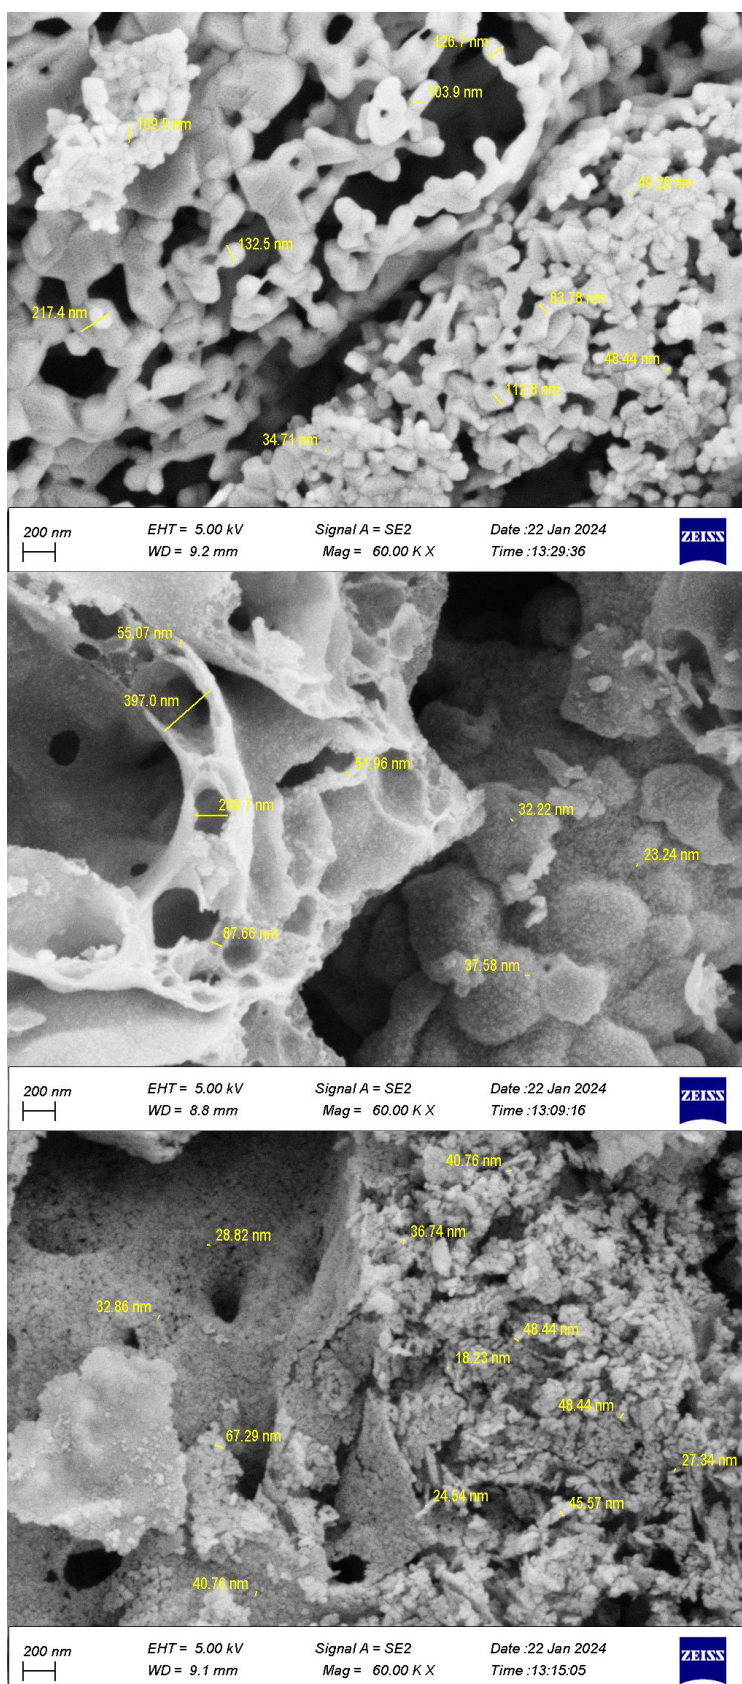 126.7 nm
103.9 nm
109.5 nm
132.5 nm
217.4 nm
83.78 nm
48.44 nm
112.8 nm
34.71 nm
200 nm EHT = 5.00 kV Signal A = SE2 Date :22 Jan 2024 ZEISS
WD = 9.2 mm Mag = 60.00 K X Time :13:29:36
55.07 nm
397.0 nm
51.96 nm
32.22 nm
23.24 nm
87.66 nm
37.58 nm
200 nm EHT = 5.00 kV Signal A = SE2 Date :22 Jan 2024 ZEISS
WD = 8.8 mm Mag = 60.00 K X Time :13:09:16
40.76 nm
36.74 nm
28.82 nm
32.86 nm
48.44 nm
18.23 nm
48.44 nm
67.29 nm
27.34 nm
24.54 nm
45.57 nm
40.76 nm
200 nm EHT = 5.00 kV Signal A = SE2 Date :22 Jan 2024 ZEISS
WD = 9.1 mm Mag = 60.00 K X Time :13:15:05